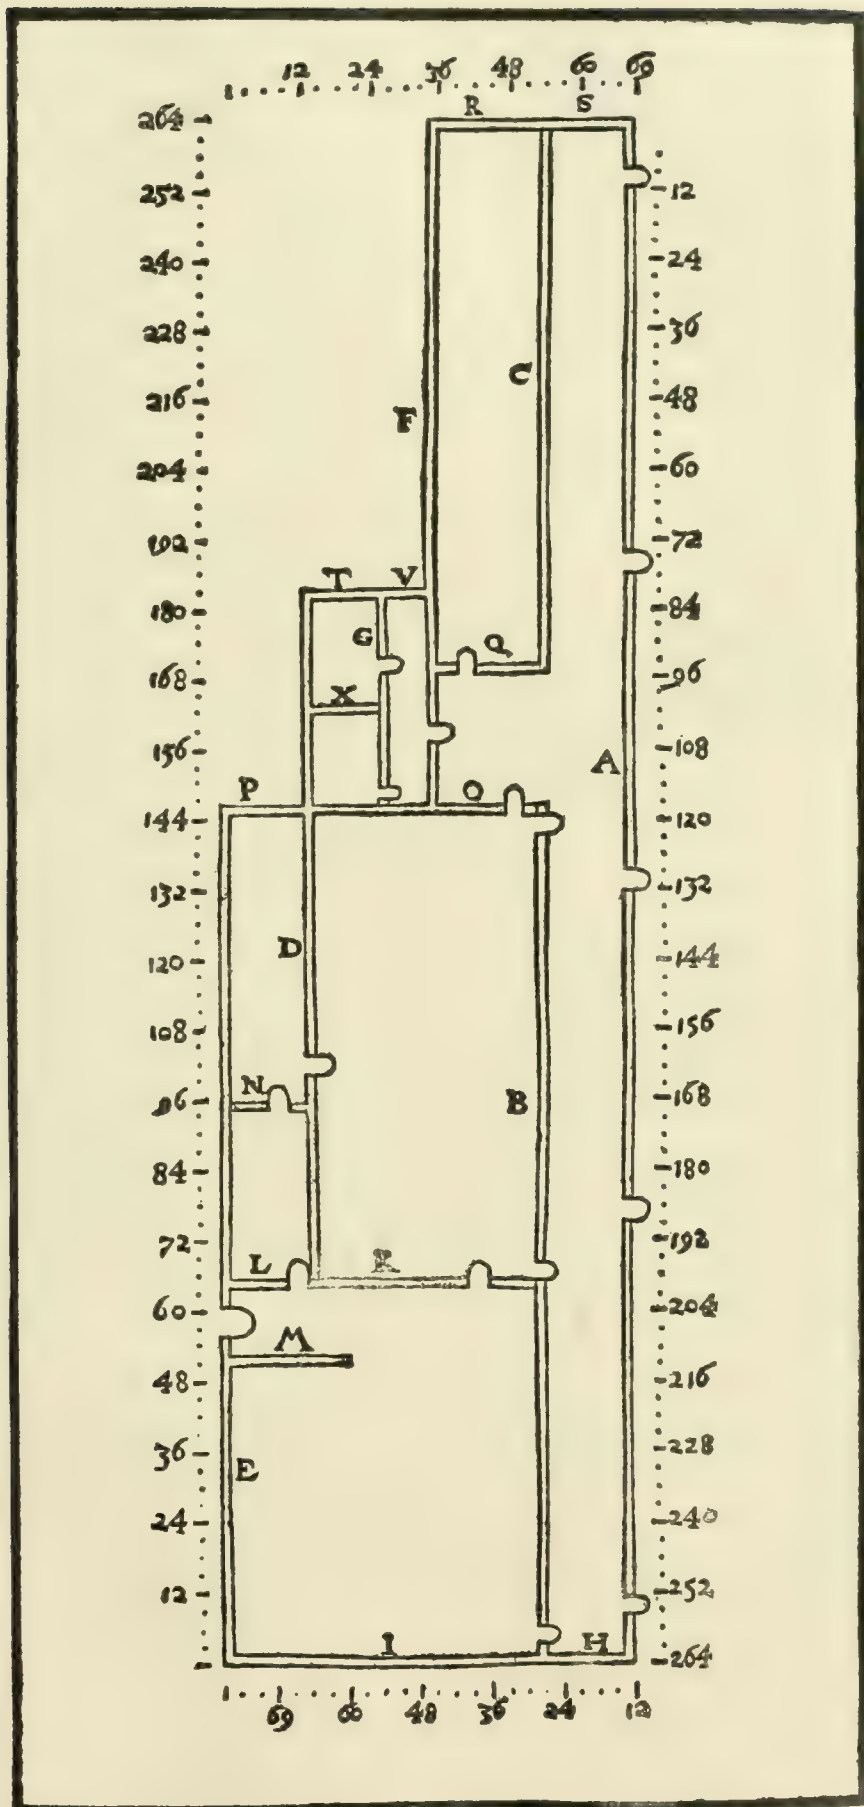 12 24 36 48 60 69
R S
264
252 12
240 24
228 36
216 C 48
F
204 60
192 72
T V
180 84
G Q
168 96
X
156 A 108
P O
144 120
132 132
D
120 144
108 156
N B
96 168
84 180
72 192
L K
60 204
M
48 216
36 228
E
24 240
12 252
I H
264
69 60 48 36 24 12